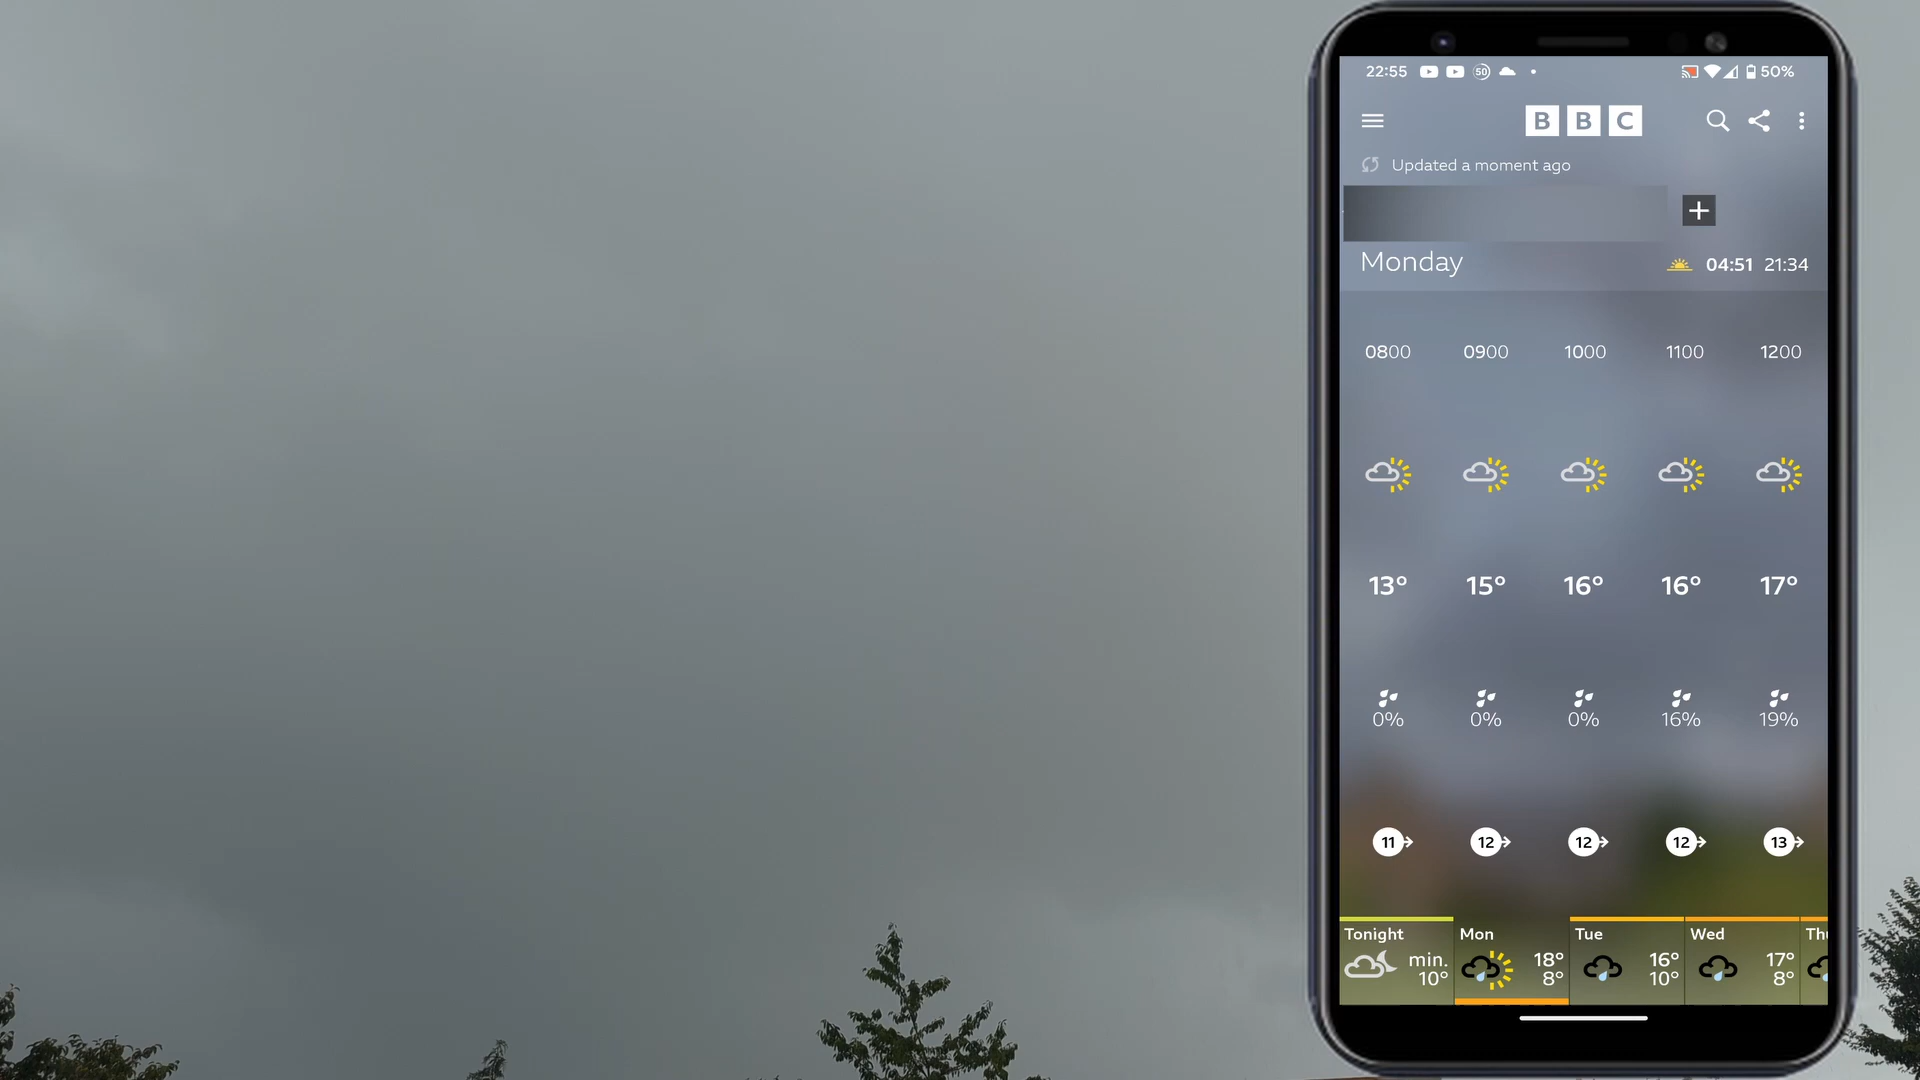 22:55 50 50%
BBC
Updated a moment ago
Monday 04:51 21:34
0800 0900 1000 1100 1200
13° 15° 16° 16° 17°
0% 0% 0% 16% 19%
11 12 12 12 13
Tonight Mon Tue Wed Thu
min. 18° 16° 17°
10° 8° 10° 8°